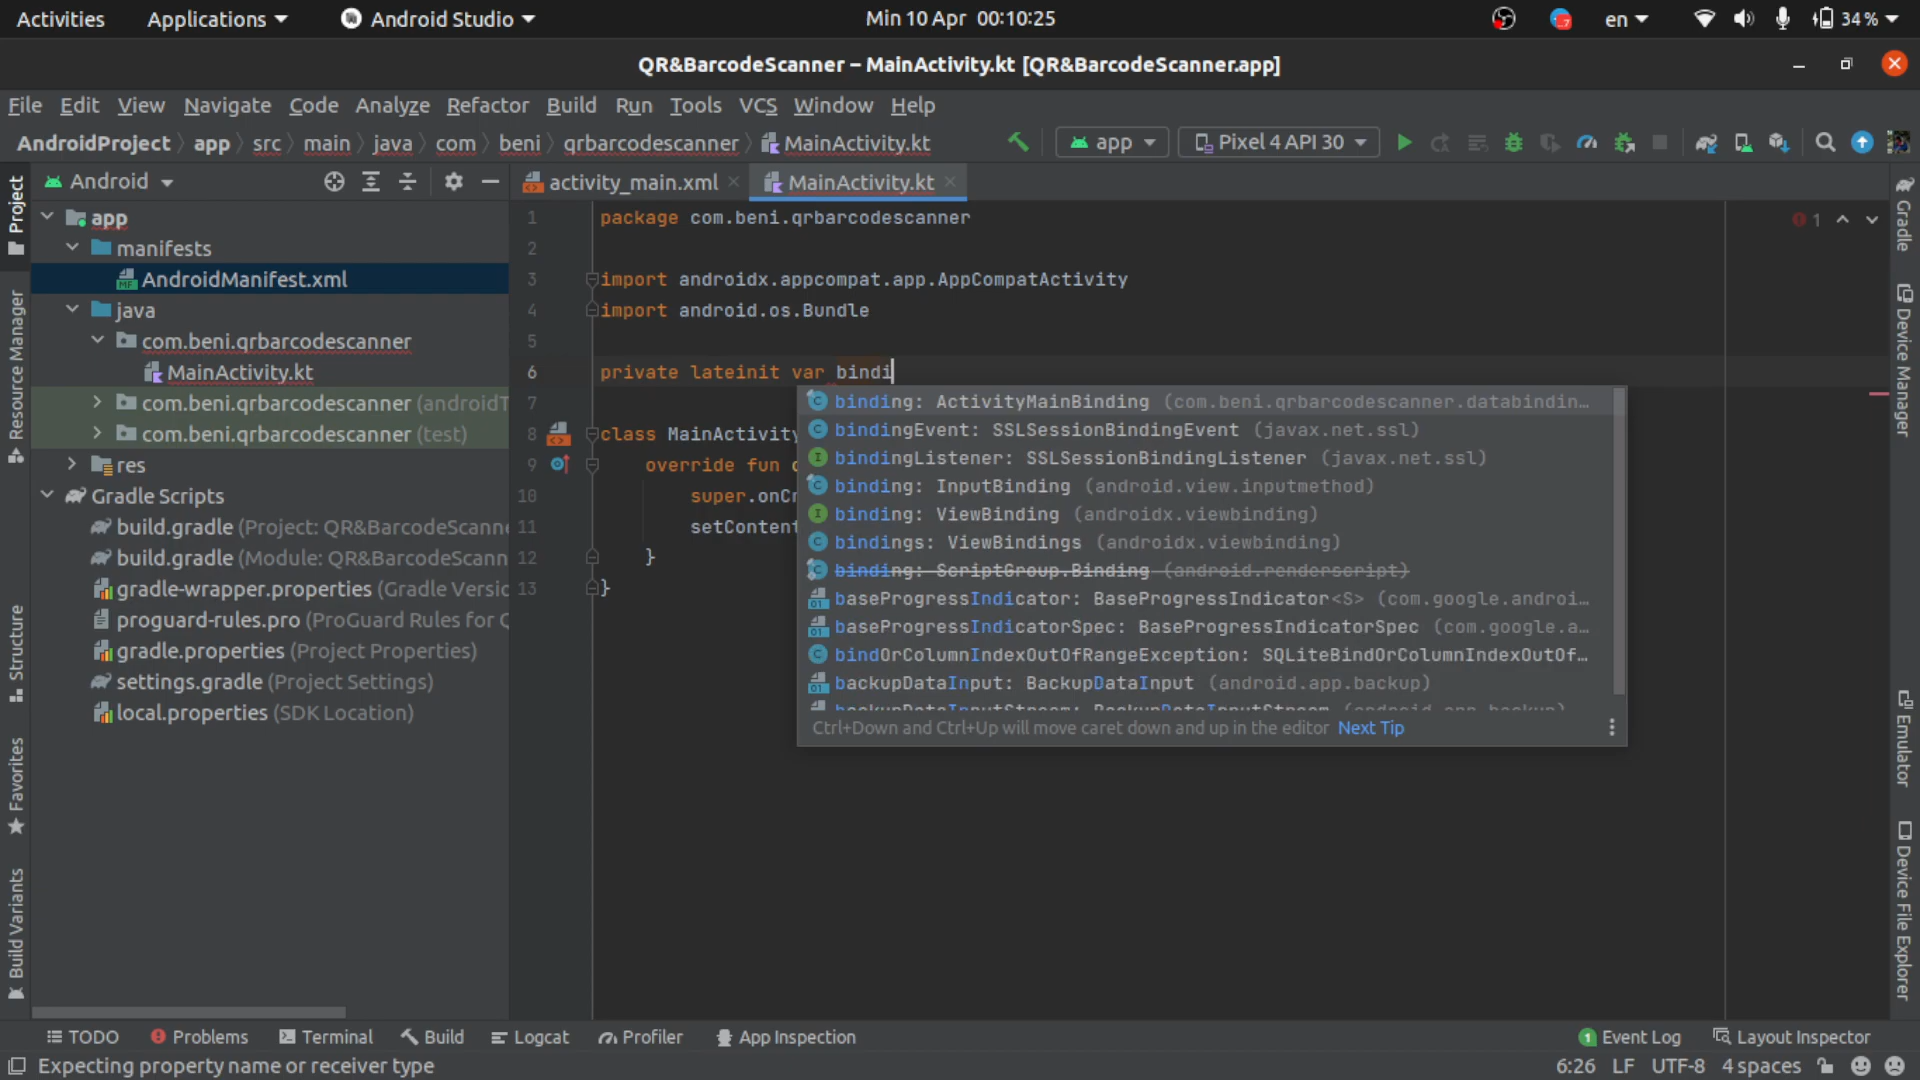 Activities Applications Android Studio Min 10 Apr 00:10:25 7 en 34 %
QR&BarcodeScanner – MainActivity.kt [QR&BarcodeScanner.app]
File Edit View Navigate Code Analyze Refactor Build Run Tools VCS Window Help
AndroidProject app src main java com beni qrbarcodescanner MainActivity.kt app Pixel 4 API 30
Project Android activity_main.xml MainActivity.kt Gradle
app
manifests
AndroidManifest.xml
java
com.beni.qrbarcodescanner
MainActivity.kt
com.beni.qrbarcodescanner (androidT
com.beni.qrbarcodescanner (test)
res
Gradle Scripts
build.gradle (Project: QR&BarcodeScanne
build.gradle (Module: QR&BarcodeScann
gradle-wrapper.properties (Gradle Versic
proguard-rules.pro (ProGuard Rules for Q
gradle.properties (Project Properties)
settings.gradle (Project Settings)
local.properties (SDK Location)
Resource Manager
Structure
Favorites
Build Variants
1 package com.beni.qrbarcodescanner 1
2
3 import androidx.appcompat.app.AppCompatActivity
4 import android.os.Bundle
5
6 private lateinit var bindi
7
8 class MainActivity
9 override fun o
10 super.onCr
11 setContent
12 }
13 }
binding: ActivityMainBinding (com.beni.qrbarcodescanner.databindin…
bindingEvent: SSLSessionBindingEvent (javax.net.ssl)
bindingListener: SSLSessionBindingListener (javax.net.ssl)
binding: InputBinding (android.view.inputmethod)
binding: ViewBinding (androidx.viewbinding)
bindings: ViewBindings (androidx.viewbinding)
binding: ScriptGroup.Binding (android.renderscript)
baseProgressIndicator: BaseProgressIndicator<S> (com.google.androi…
baseProgressIndicatorSpec: BaseProgressIndicatorSpec (com.google.a…
bindOrColumnIndexOutOfRangeException: SQLiteBindOrColumnIndexOutOf…
backupDataInput: BackupDataInput (android.app.backup)
backupDataInputStream: BackupDataInputStream (android.app.backup)
Ctrl+Down and Ctrl+Up will move caret down and up in the editor Next Tip
Device Manager
Emulator
Device File Explorer
TODO Problems Terminal Build Logcat Profiler App Inspection 1 Event Log Layout Inspector
Expecting property name or receiver type 6:26 LF UTF-8 4 spaces